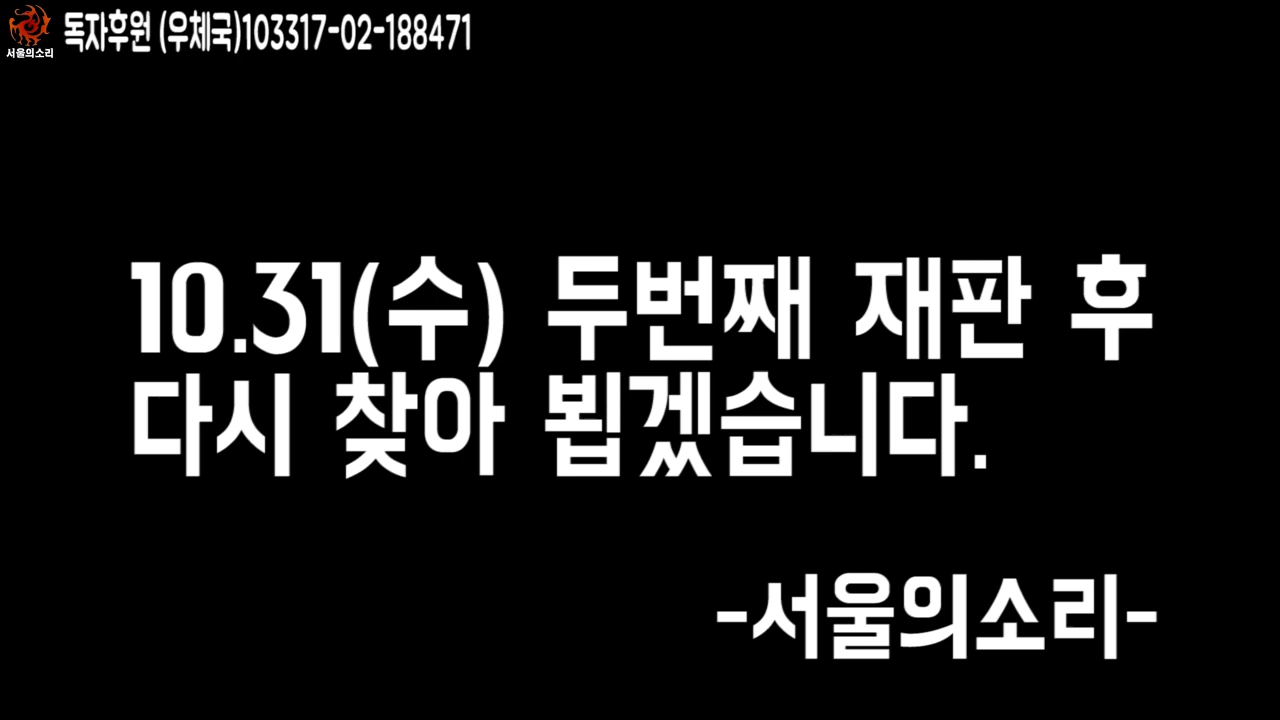 독자후원 (우체국)103317-02-188471
서울의소리
10.31(수) 두번째 재판 후
다시 찾아 뵙겠습니다.
-서울의소리-